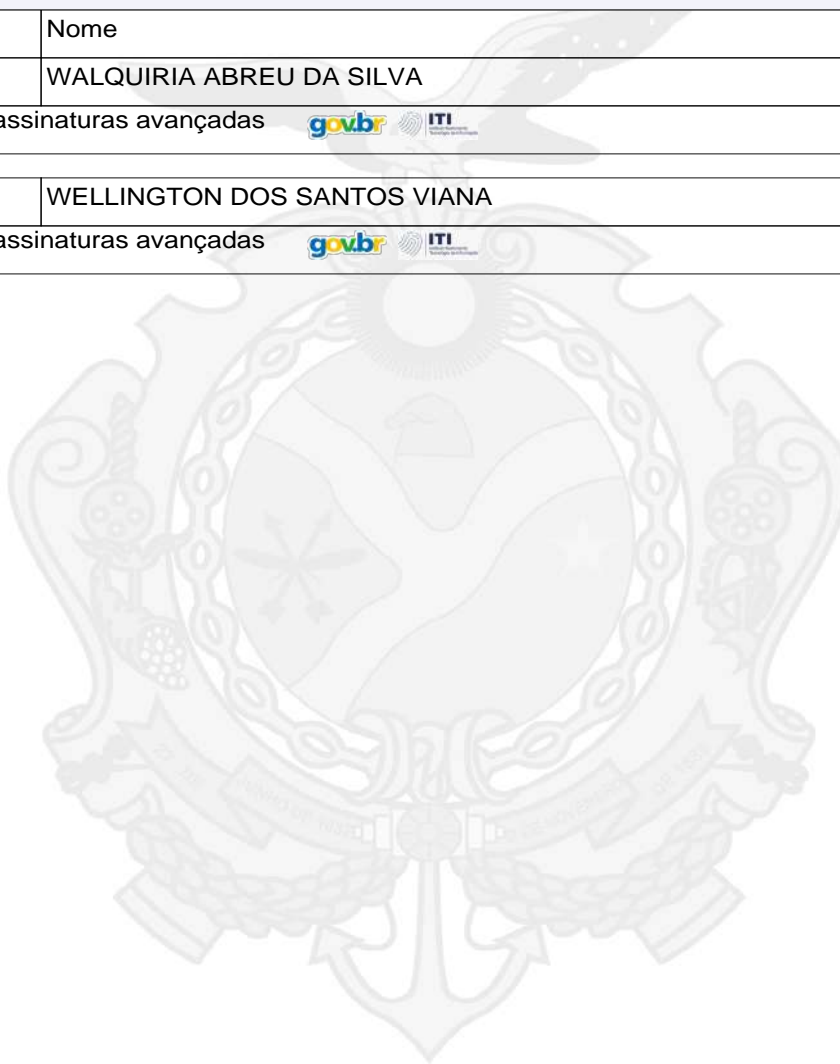 Nome
WALQUIRIA ABREU DA SILVA
assinaturas avançadas gov.br ITI
WELLINGTON DOS SANTOS VIANA
assinaturas avançadas gov.br ITI